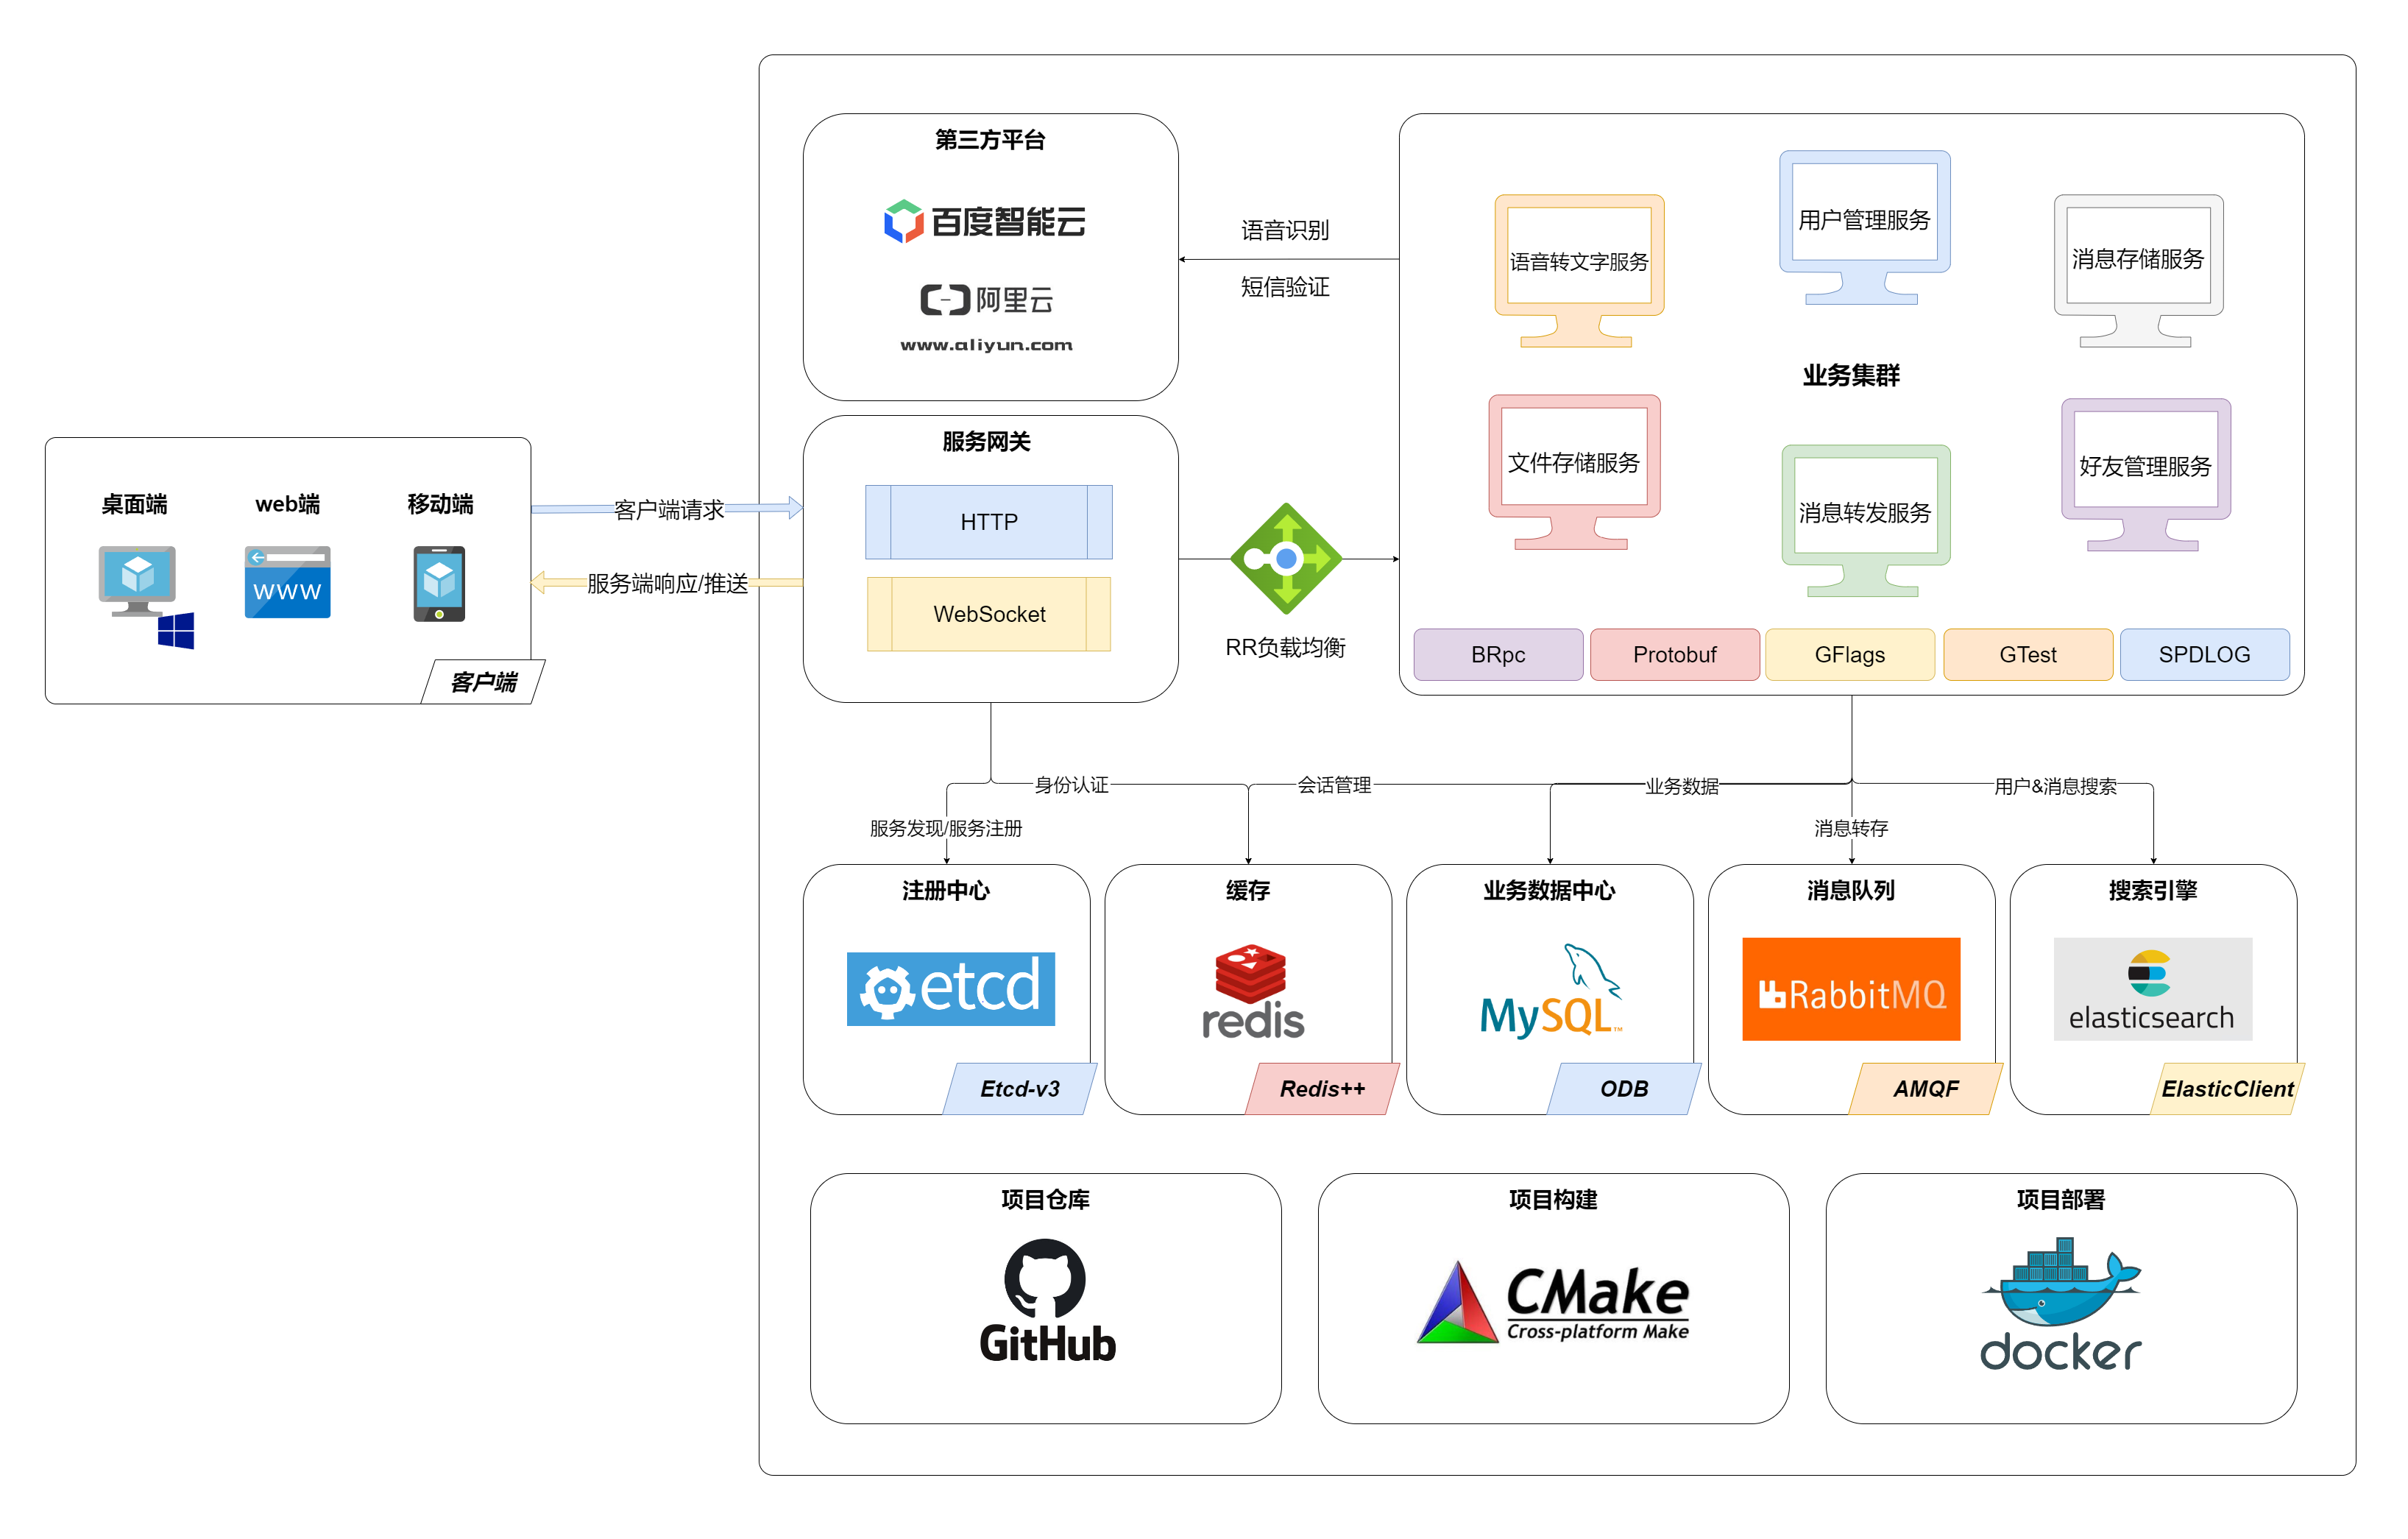 第三方平台
百度智能云
阿里云
www.aliyun.com
语音识别
短信验证
语音转文字服务
用户管理服务
消息存储服务
业务集群
文件存储服务
消息转发服务
好友管理服务
BRpc
Protobuf
GFlags
GTest
SPDLOG
桌面端
web端
移动端
WWW
客户端
客户端请求
服务端响应/推送
服务网关
HTTP
WebSocket
RR负载均衡
身份认证
会话管理
业务数据
用户&消息搜索
服务发现/服务注册
消息转存
注册中心
etcd
Etcd-v3
缓存
redis
Redis++
业务数据中心
MySQL™
ODB
消息队列
RabbitMQ
AMQF
搜索引擎
elasticsearch
ElasticClient
项目仓库
GitHub
项目构建
CMake
Cross-platform Make
项目部署
docker